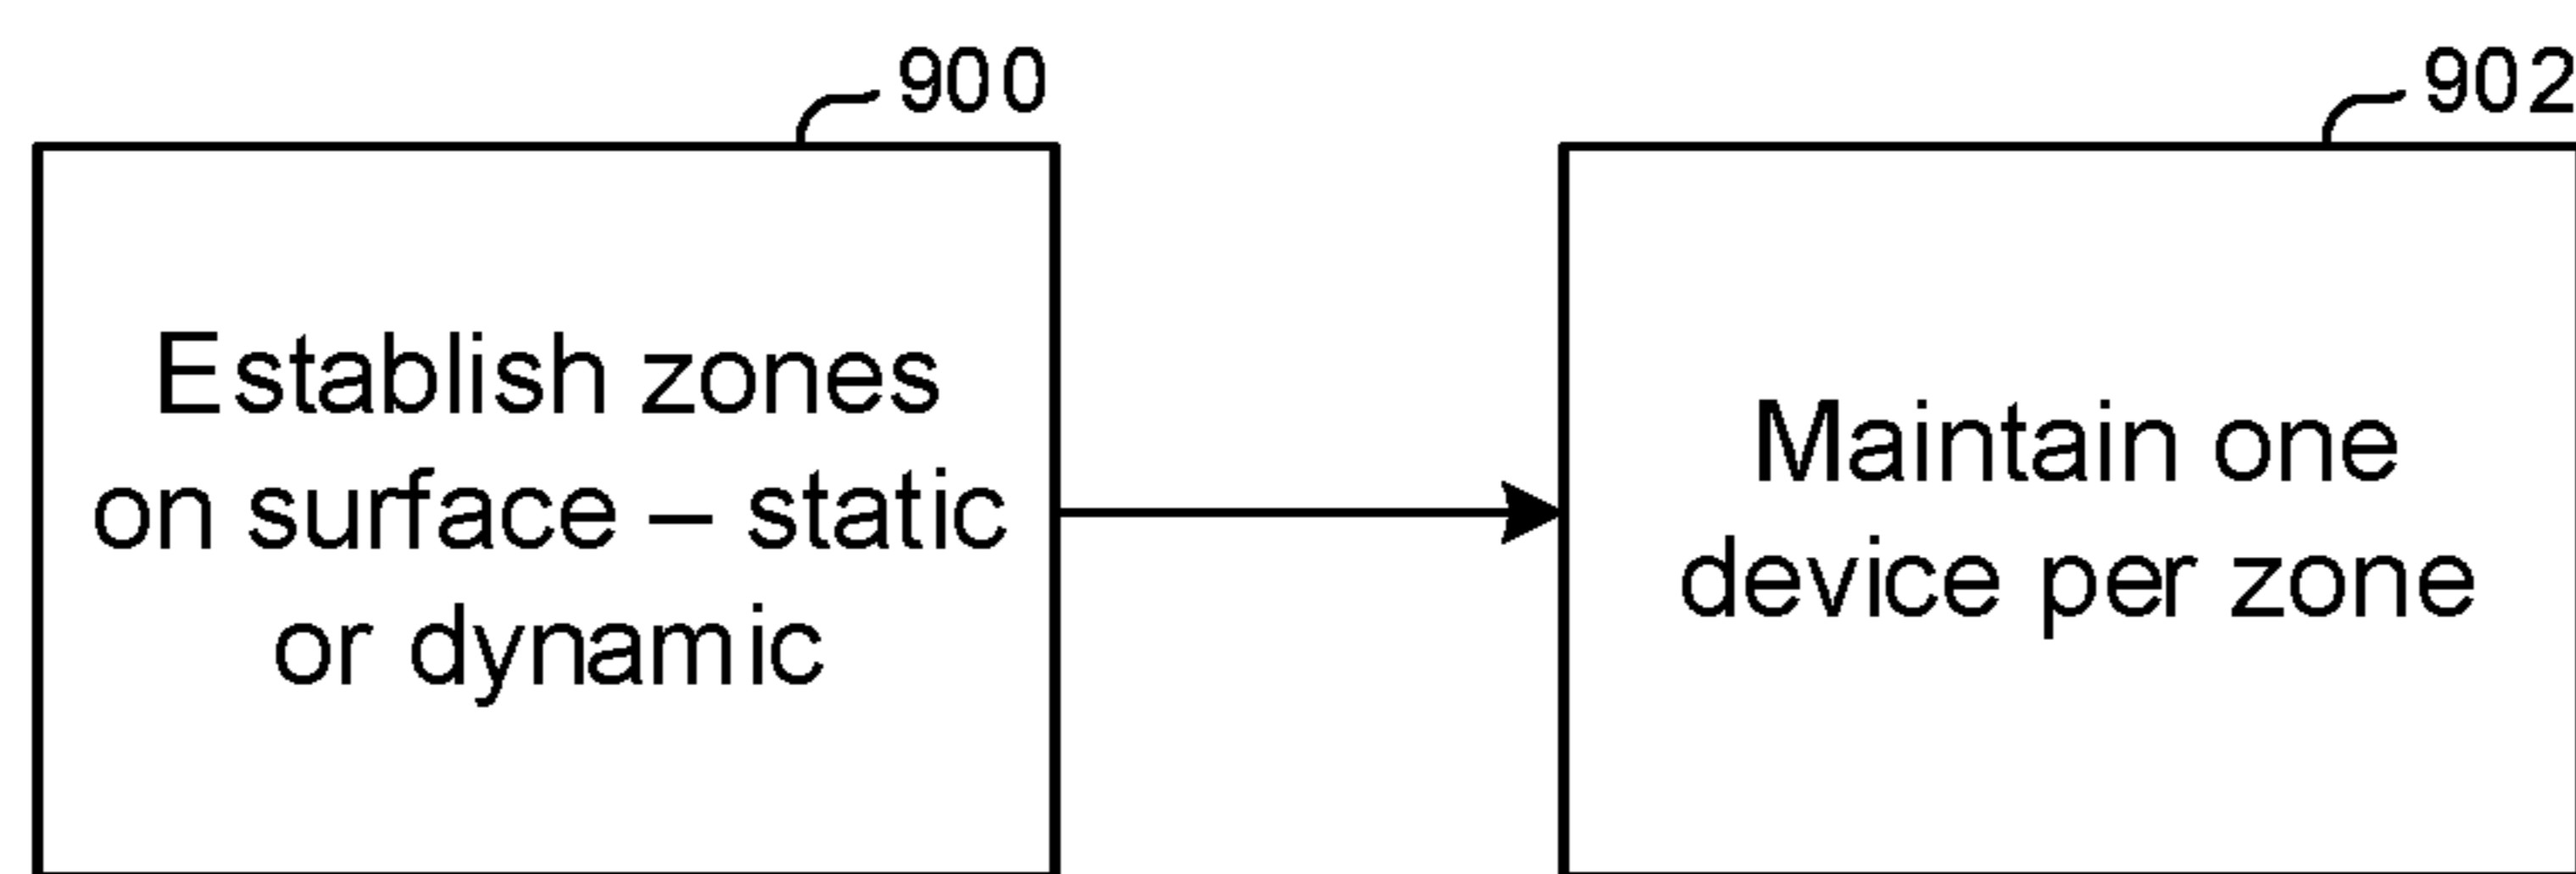 900
Establish zones
on surface – static
or dynamic
902
Maintain one
device per zone